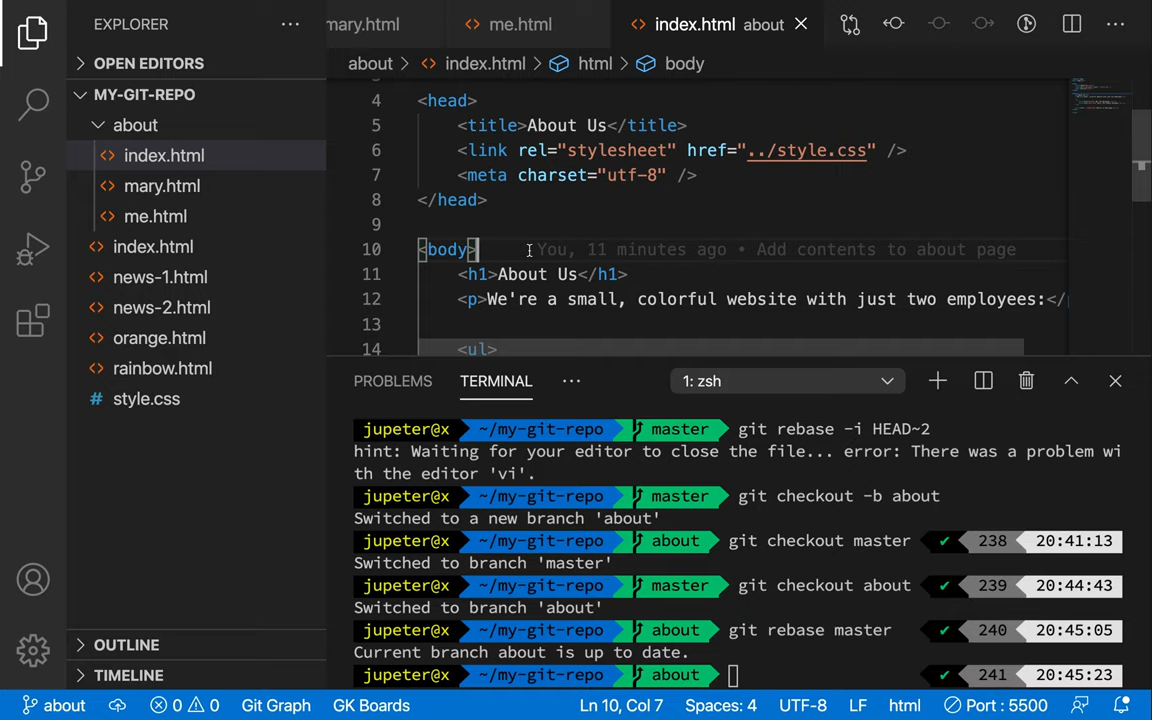 EXPLORER
mary.html
me.html
index.html about
OPEN EDITORS
MY-GIT-REPO
about
index.html
mary.html
me.html
index.html
news-1.html
news-2.html
orange.html
rainbow.html
# style.css
OUTLINE
TIMELINE
about > index.html > html > body
4 <head>
5 <title>About Us</title>
6 <link rel="stylesheet" href="../style.css" />
7 <meta charset="utf-8" />
8 </head>
9
10 <body> You, 11 minutes ago • Add contents to about page
11 <h1>About Us</h1>
12 <p>We're a small, colorful website with just two employees:</
13
14 <ul>
PROBLEMS TERMINAL 1: zsh
jupeter@x ~/my-git-repo master git rebase -i HEAD~2
hint: Waiting for your editor to close the file... error: There was a problem wi
th the editor 'vi'.
jupeter@x ~/my-git-repo master git checkout -b about
Switched to a new branch 'about'
jupeter@x ~/my-git-repo about git checkout master ✔ 238 20:41:13
Switched to branch 'master'
jupeter@x ~/my-git-repo master git checkout about ✔ 239 20:44:43
Switched to branch 'about'
jupeter@x ~/my-git-repo about git rebase master ✔ 240 20:45:05
Current branch about is up to date.
jupeter@x ~/my-git-repo about ✔ 241 20:45:23
about 0 0 Git Graph GK Boards Ln 10, Col 7 Spaces: 4 UTF-8 LF html Port : 5500